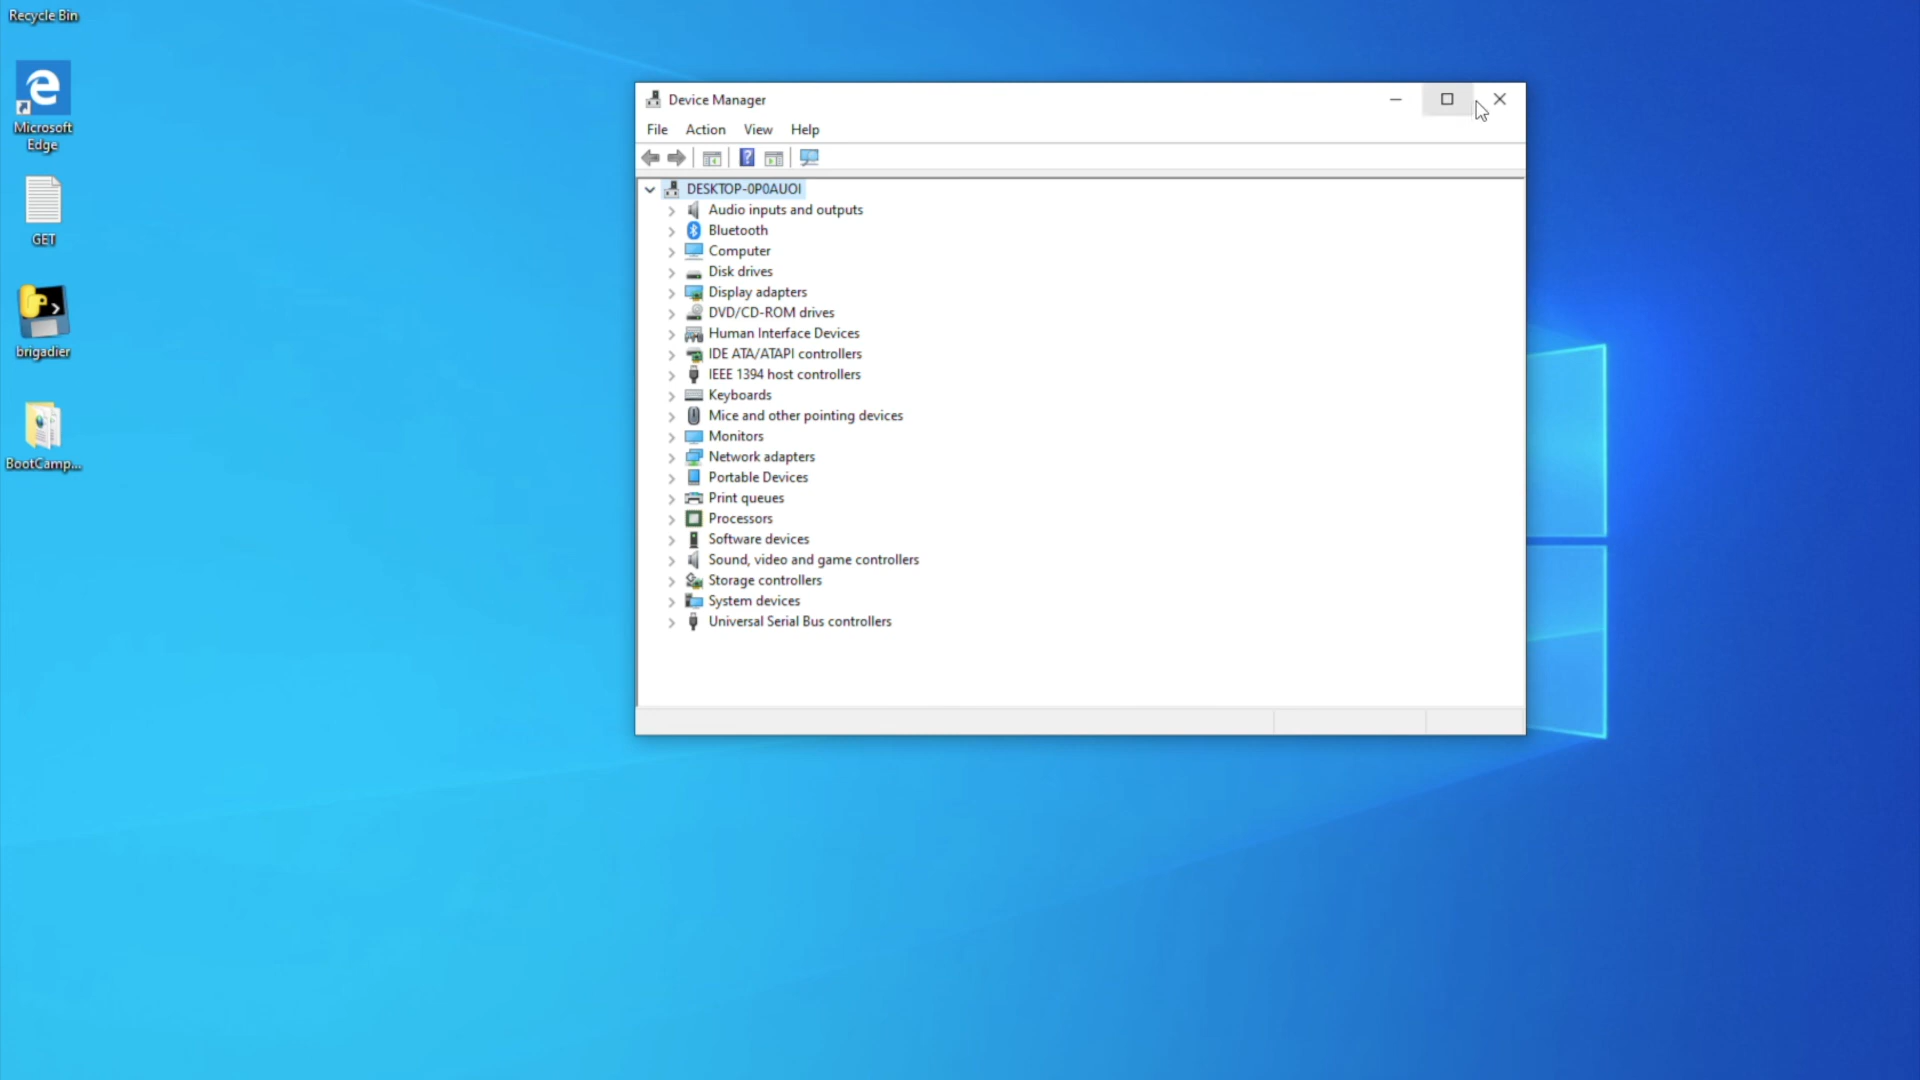 Recycle Bin
Microsoft
Edge
GET
brigadier
BootCamp...
Device Manager
File Action View Help
DESKTOP-0P0AUOI
Audio inputs and outputs
Bluetooth
Computer
Disk drives
Display adapters
DVD/CD-ROM drives
Human Interface Devices
IDE ATA/ATAPI controllers
IEEE 1394 host controllers
Keyboards
Mice and other pointing devices
Monitors
Network adapters
Portable Devices
Print queues
Processors
Software devices
Sound, video and game controllers
Storage controllers
System devices
Universal Serial Bus controllers